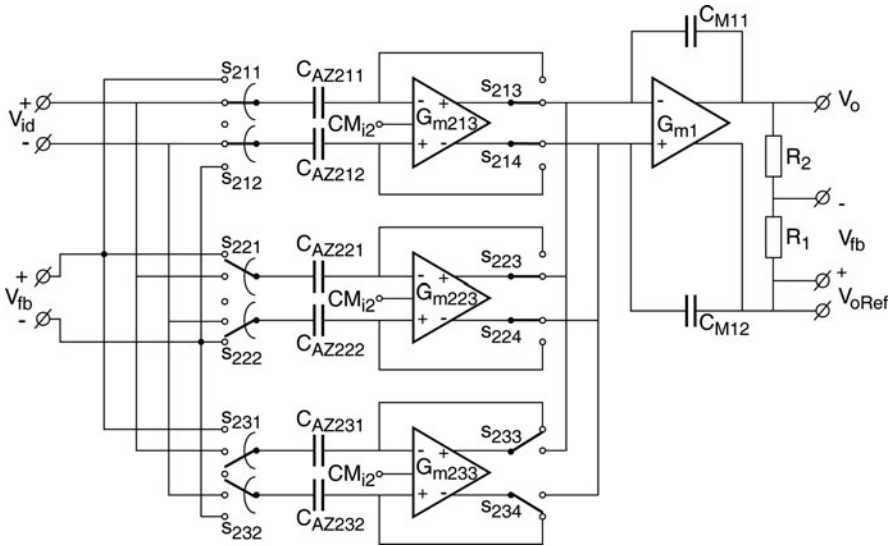 S211 CAZ211 S213 CM11
+ Vid - CMi2 - + Gm213 + - - Gm1 + Vo
S212 CAZ212 S214 R2
S221 CAZ221 S223 - R1 Vfb
+ Vfb - CMi2 - + Gm223 + - + VoRef
S222 CAZ222 S224 CM12
S231 CAZ231 S233
CMi2 - + Gm233 + -
S232 CAZ232 S234